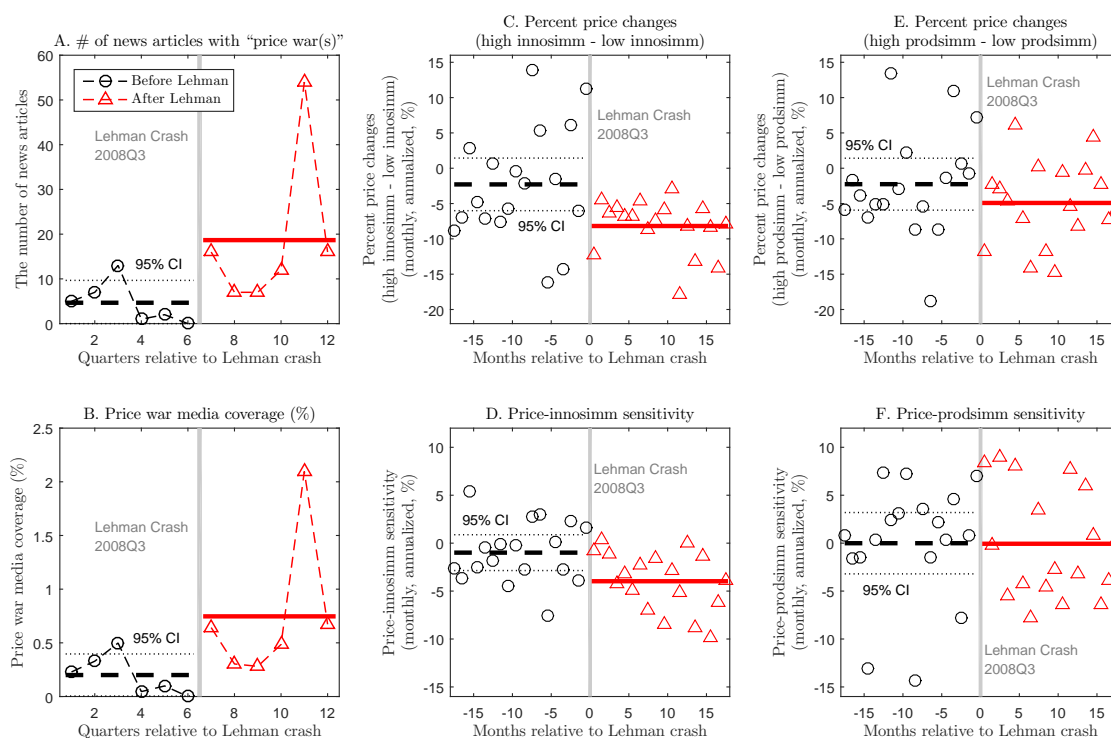 A. # of news articles with “price war(s)”
60
50
40
30
20
10
0
The number of news articles
Before Lehman
After Lehman
Lehman Crash
2008Q3
95% CI
2 4 6 8 10 12
Quarters relative to Lehman crash
C. Percent price changes
(high innosimm - low innosimm)
15
10
5
0
-5
-10
-15
-20
Percent price changes
(high innosimm - low innosimm)
(monthly, annualized, %)
Lehman Crash
2008Q3
95% CI
-15 -10 -5 0 5 10 15
Months relative to Lehman crash
E. Percent price changes
(high prodsimm - low prodsimm)
15
10
5
0
-5
-10
-15
-20
Percent price changes
(high prodsimm - low prodsimm)
(monthly, annualized, %)
Lehman Crash
2008Q3
95% CI
-15 -10 -5 0 5 10 15
Months relative to Lehman crash
B. Price war media coverage (%)
2.5
2
1.5
1
0.5
0
Price war media coverage (%)
Lehman Crash
2008Q3
95% CI
2 4 6 8 10 12
Quarters relative to Lehman crash
D. Price-innosimm sensitivity
10
5
0
-5
-10
-15
Price-innosimm sensitivity
(monthly, annualized, %)
Lehman Crash
2008Q3
95% CI
-15 -10 -5 0 5 10 15
Months relative to Lehman crash
F. Price-prodsimm sensitivity
10
5
0
-5
-10
-15
Price-prodsimm sensitivity
(monthly, annualized, %)
95% CI
Lehman Crash
2008Q3
-15 -10 -5 0 5 10 15
Months relative to Lehman crash